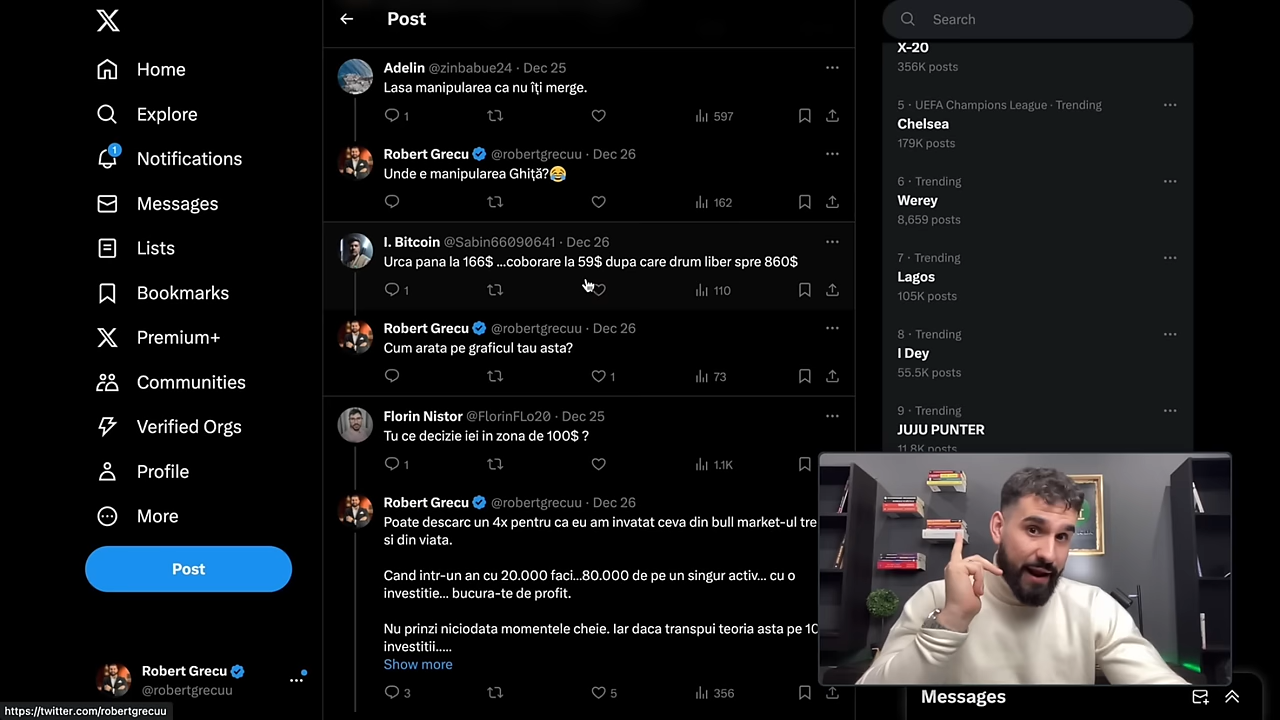 Home
Explore
1
Notifications
Messages
Lists
Bookmarks
Premium+
Communities
Verified Orgs
Profile
More
Post
Robert Grecu
@robertgrecuu
https://twitter.com/robertgrecuu
Post
Adelin @zinbabue24 · Dec 25
Lasa manipularea ca nu îți merge.
1 597
Robert Grecu @robertgrecuu · Dec 26
Unde e manipularea Ghiță?😂
162
I. Bitcoin @Sabin66090641 · Dec 26
Urca pana la 166$ ...coborare la 59$ dupa care drum liber spre 860$
1 110
Robert Grecu @robertgrecuu · Dec 26
Cum arata pe graficul tau asta?
1 73
Florin Nistor @FlorinFLo20 · Dec 25
Tu ce decizie iei in zona de 100$ ?
1 1.1K
Robert Grecu @robertgrecuu · Dec 26
Poate descarc un 4x pentru ca eu am invatat ceva din bull market-ul tre
si din viata.
Cand intr-un an cu 20.000 faci...80.000 de pe un singur activ... cu o
investitie... bucura-te de profit.
Nu prinzi niciodata momentele cheie. Iar daca transpui teoria asta pe 10
investitii.....
Show more
3 5 356
Search
X-20
356K posts
5 · UEFA Champions League · Trending
Chelsea
179K posts
6 · Trending
Werey
8,659 posts
7 · Trending
Lagos
105K posts
8 · Trending
I Dey
55.5K posts
9 · Trending
JUJU PUNTER
11.8K posts
Messages